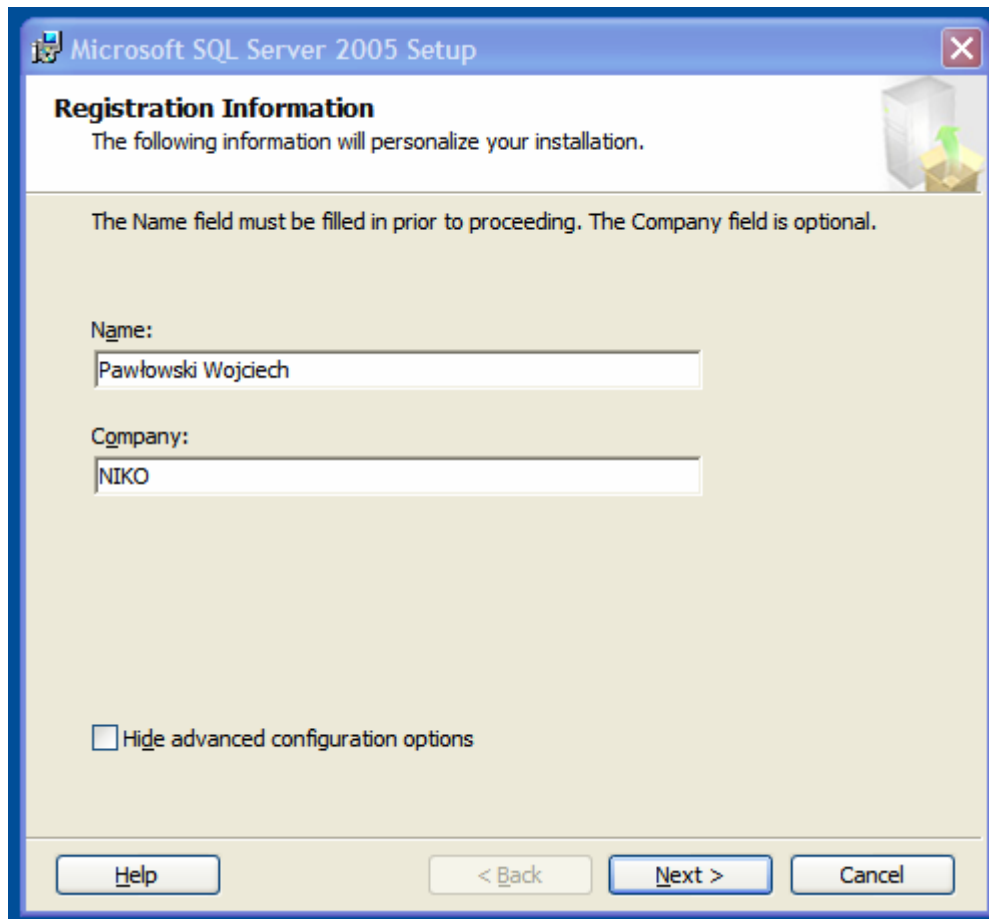 Microsoft SQL Server 2005 Setup
Registration Information
The following information will personalize your installation.
The Name field must be filled in prior to proceeding. The Company field is optional.
Name:
Pawłowski Wojciech
Company:
NIKO
Hide advanced configuration options
Help
< Back
Next >
Cancel